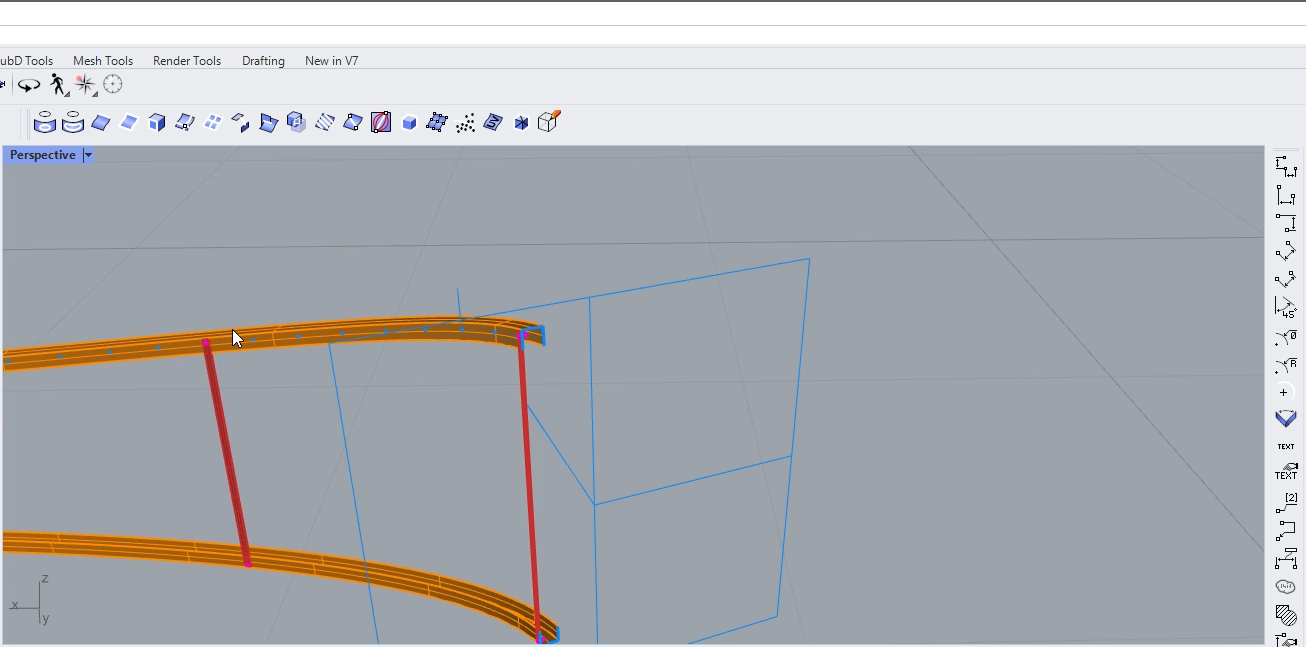 ubD Tools Mesh Tools Render Tools Drafting New in V7
Perspective
45
Ø
R
TEXT
TEXT
[2]
z
x
y